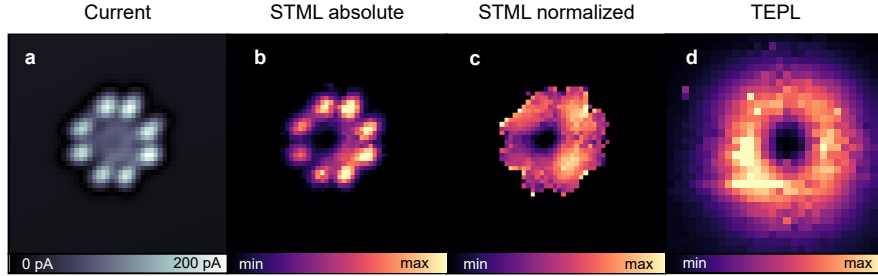 Current
STML absolute
STML normalized
TEPL
a
b
c
d
0 pA
200 pA
min
max
min
max
min
max